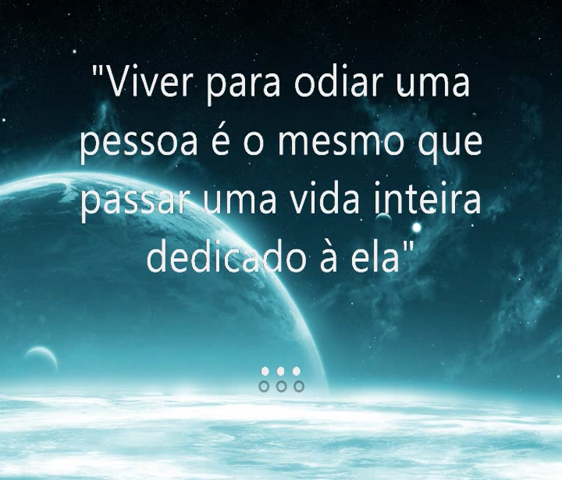 "Viver para odiar uma
pessoa é o mesmo que
passar uma vida inteira
dedicado à ela"